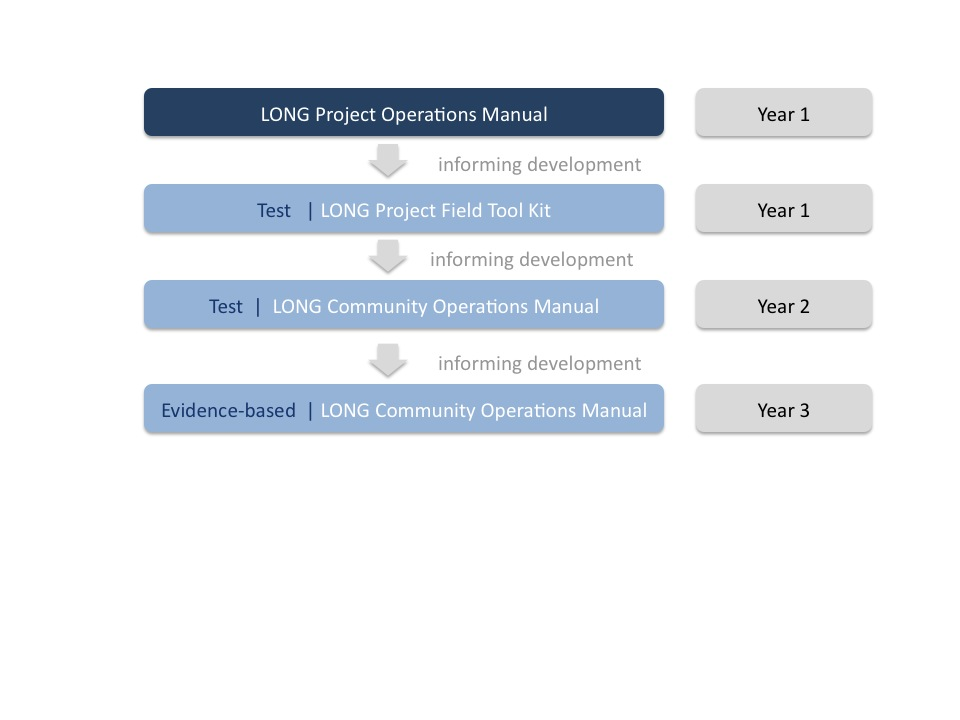 LONG Project Operations Manual Year 1
informing development
Test | LONG Project Field Tool Kit Year 1
informing development
Test | LONG Community Operations Manual Year 2
informing development
Evidence-based | LONG Community Operations Manual Year 3